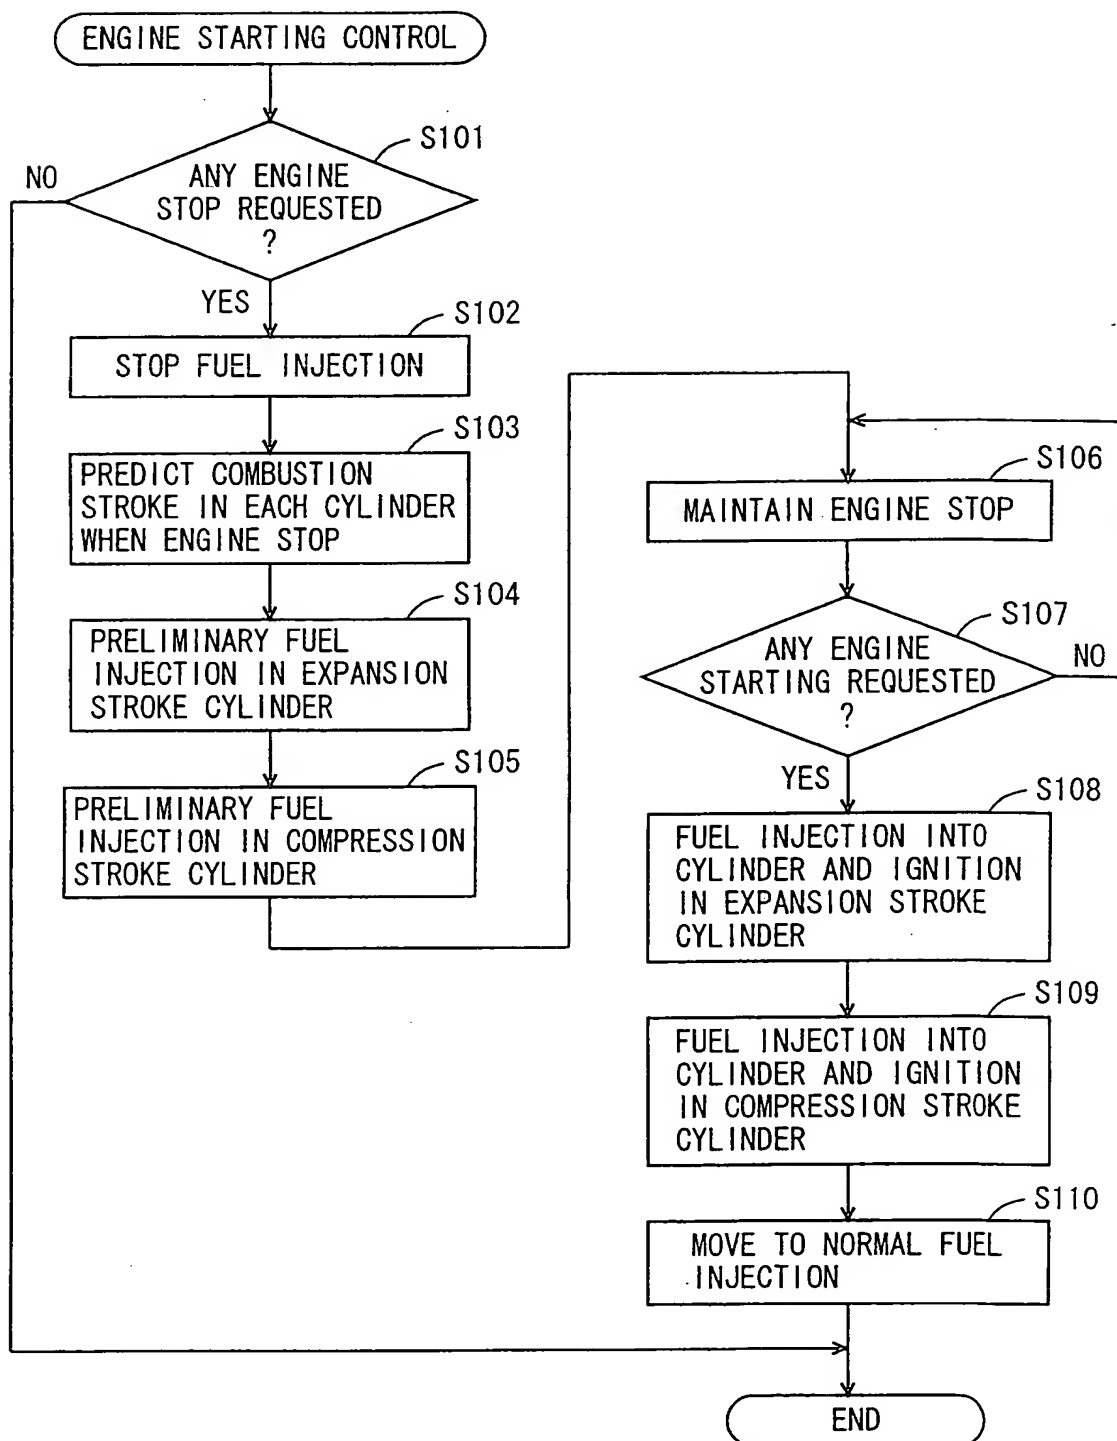 ENGINE STARTING CONTROL
S101
NO
ANY ENGINE
STOP REQUESTED
?
YES
S102
STOP FUEL INJECTION
S103
PREDICT COMBUSTION
STROKE IN EACH CYLINDER
WHEN ENGINE STOP
S104
PRELIMINARY FUEL
INJECTION IN EXPANSION
STROKE CYLINDER
S105
PRELIMINARY FUEL
INJECTION IN COMPRESSION
STROKE CYLINDER
S106
MAINTAIN ENGINE STOP
S107
ANY ENGINE
STARTING REQUESTED
?
NO
YES
S108
FUEL INJECTION INTO
CYLINDER AND IGNITION
IN EXPANSION STROKE
CYLINDER
S109
FUEL INJECTION INTO
CYLINDER AND IGNITION
IN COMPRESSION STROKE
CYLINDER
S110
MOVE TO NORMAL FUEL
INJECTION
END